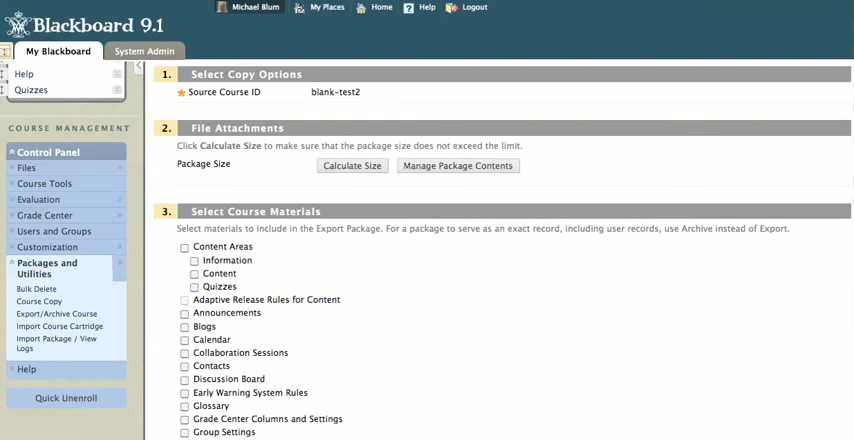 Michael Blum My Places Home Help Logout
Blackboard 9.1
My Blackboard System Admin
Help
Quizzes
COURSE MANAGEMENT
Control Panel
Files
Course Tools
Evaluation
Grade Center
Users and Groups
Customization
Packages and
Utilities
Bulk Delete
Course Copy
Export/Archive Course
Import Course Cartridge
Import Package / View
Logs
Help
Quick Unenroll
1. Select Copy Options
Source Course ID blank-test2
2. File Attachments
Click Calculate Size to make sure that the package size does not exceed the limit.
Package Size Calculate Size Manage Package Contents
3. Select Course Materials
Select materials to include in the Export Package. For a package to serve as an exact record, including user records, use Archive instead of Export.
Content Areas
Information
Content
Quizzes
Adaptive Release Rules for Content
Announcements
Blogs
Calendar
Collaboration Sessions
Contacts
Discussion Board
Early Warning System Rules
Glossary
Grade Center Columns and Settings
Group Settings